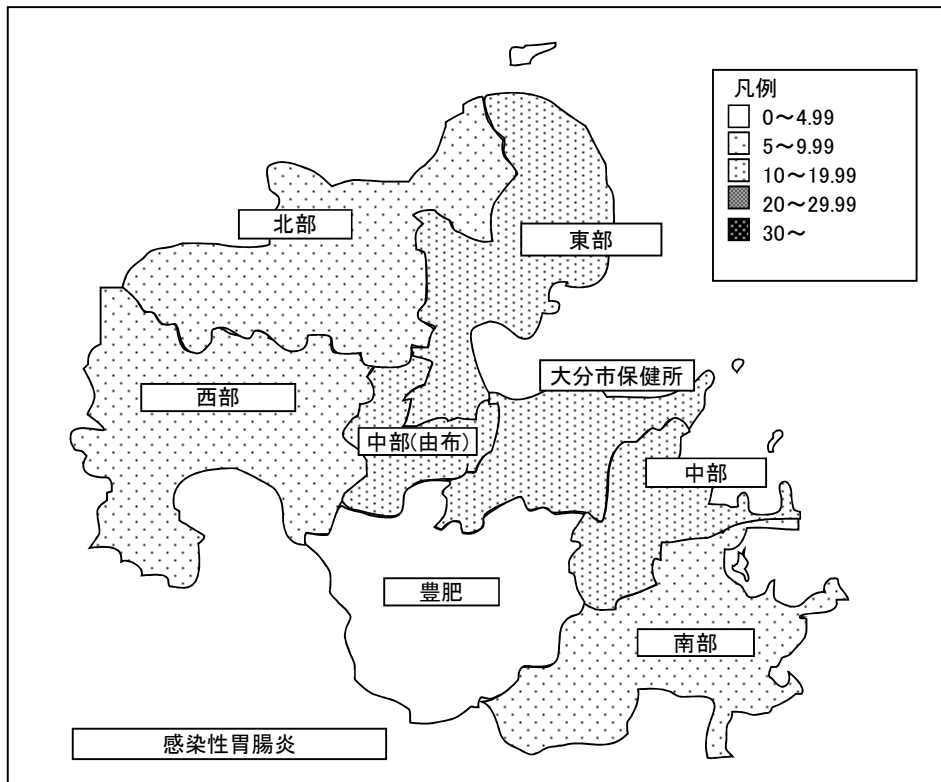 凡例
0～4.99
5～9.99
10～19.99
20～29.99
30～
北部
東部
大分市保健所
西部
中部(由布)
中部
豊肥
南部
感染性胃腸炎